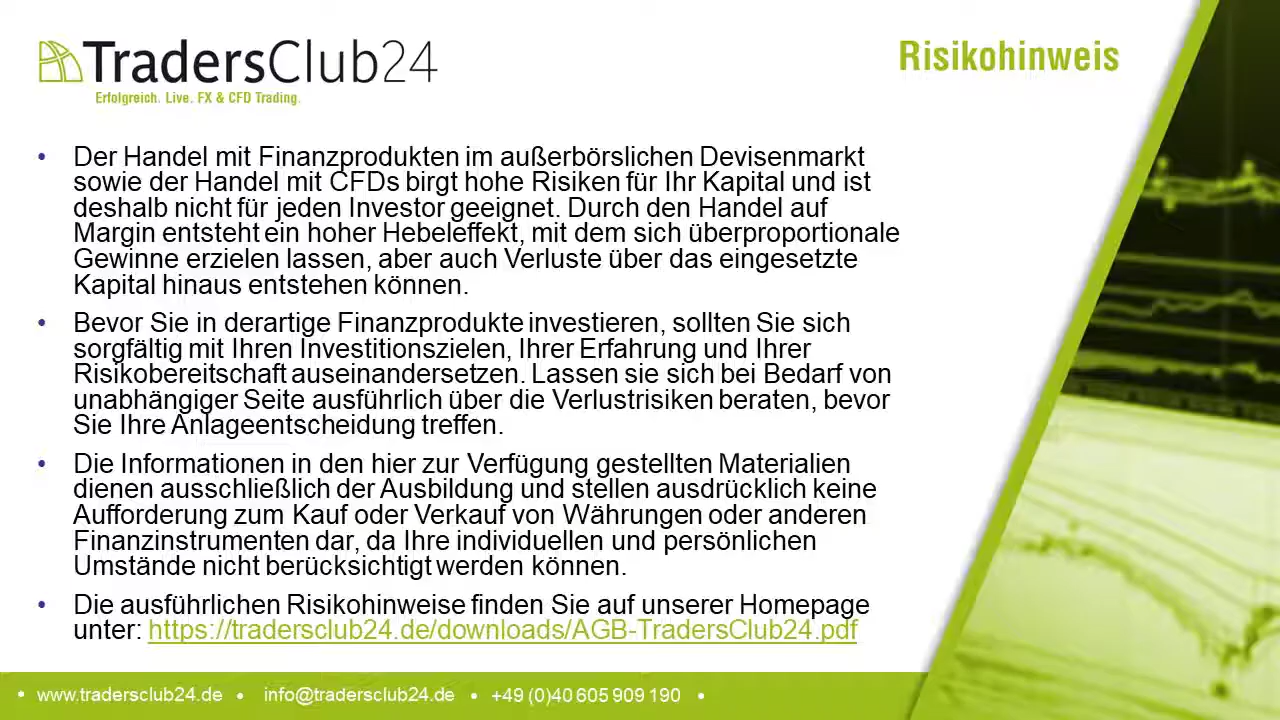 TradersClub24
Erfolgreich. Live. FX & CFD Trading.
Risikohinweis
• Der Handel mit Finanzprodukten im außerbörslichen Devisenmarkt
sowie der Handel mit CFDs birgt hohe Risiken für Ihr Kapital und ist
deshalb nicht für jeden Investor geeignet. Durch den Handel auf
Margin entsteht ein hoher Hebeleffekt, mit dem sich überproportionale
Gewinne erzielen lassen, aber auch Verluste über das eingesetzte
Kapital hinaus entstehen können.
• Bevor Sie in derartige Finanzprodukte investieren, sollten Sie sich
sorgfältig mit Ihren Investitionszielen, Ihrer Erfahrung und Ihrer
Risikobereitschaft auseinandersetzen. Lassen sie sich bei Bedarf von
unabhängiger Seite ausführlich über die Verlustrisiken beraten, bevor
Sie Ihre Anlageentscheidung treffen.
• Die Informationen in den hier zur Verfügung gestellten Materialien
dienen ausschließlich der Ausbildung und stellen ausdrücklich keine
Aufforderung zum Kauf oder Verkauf von Währungen oder anderen
Finanzinstrumenten dar, da Ihre individuellen und persönlichen
Umstände nicht berücksichtigt werden können.
• Die ausführlichen Risikohinweise finden Sie auf unserer Homepage
unter: https://tradersclub24.de/downloads/AGB-TradersClub24.pdf
• www.tradersclub24.de • info@tradersclub24.de • +49 (0)40 605 909 190 •